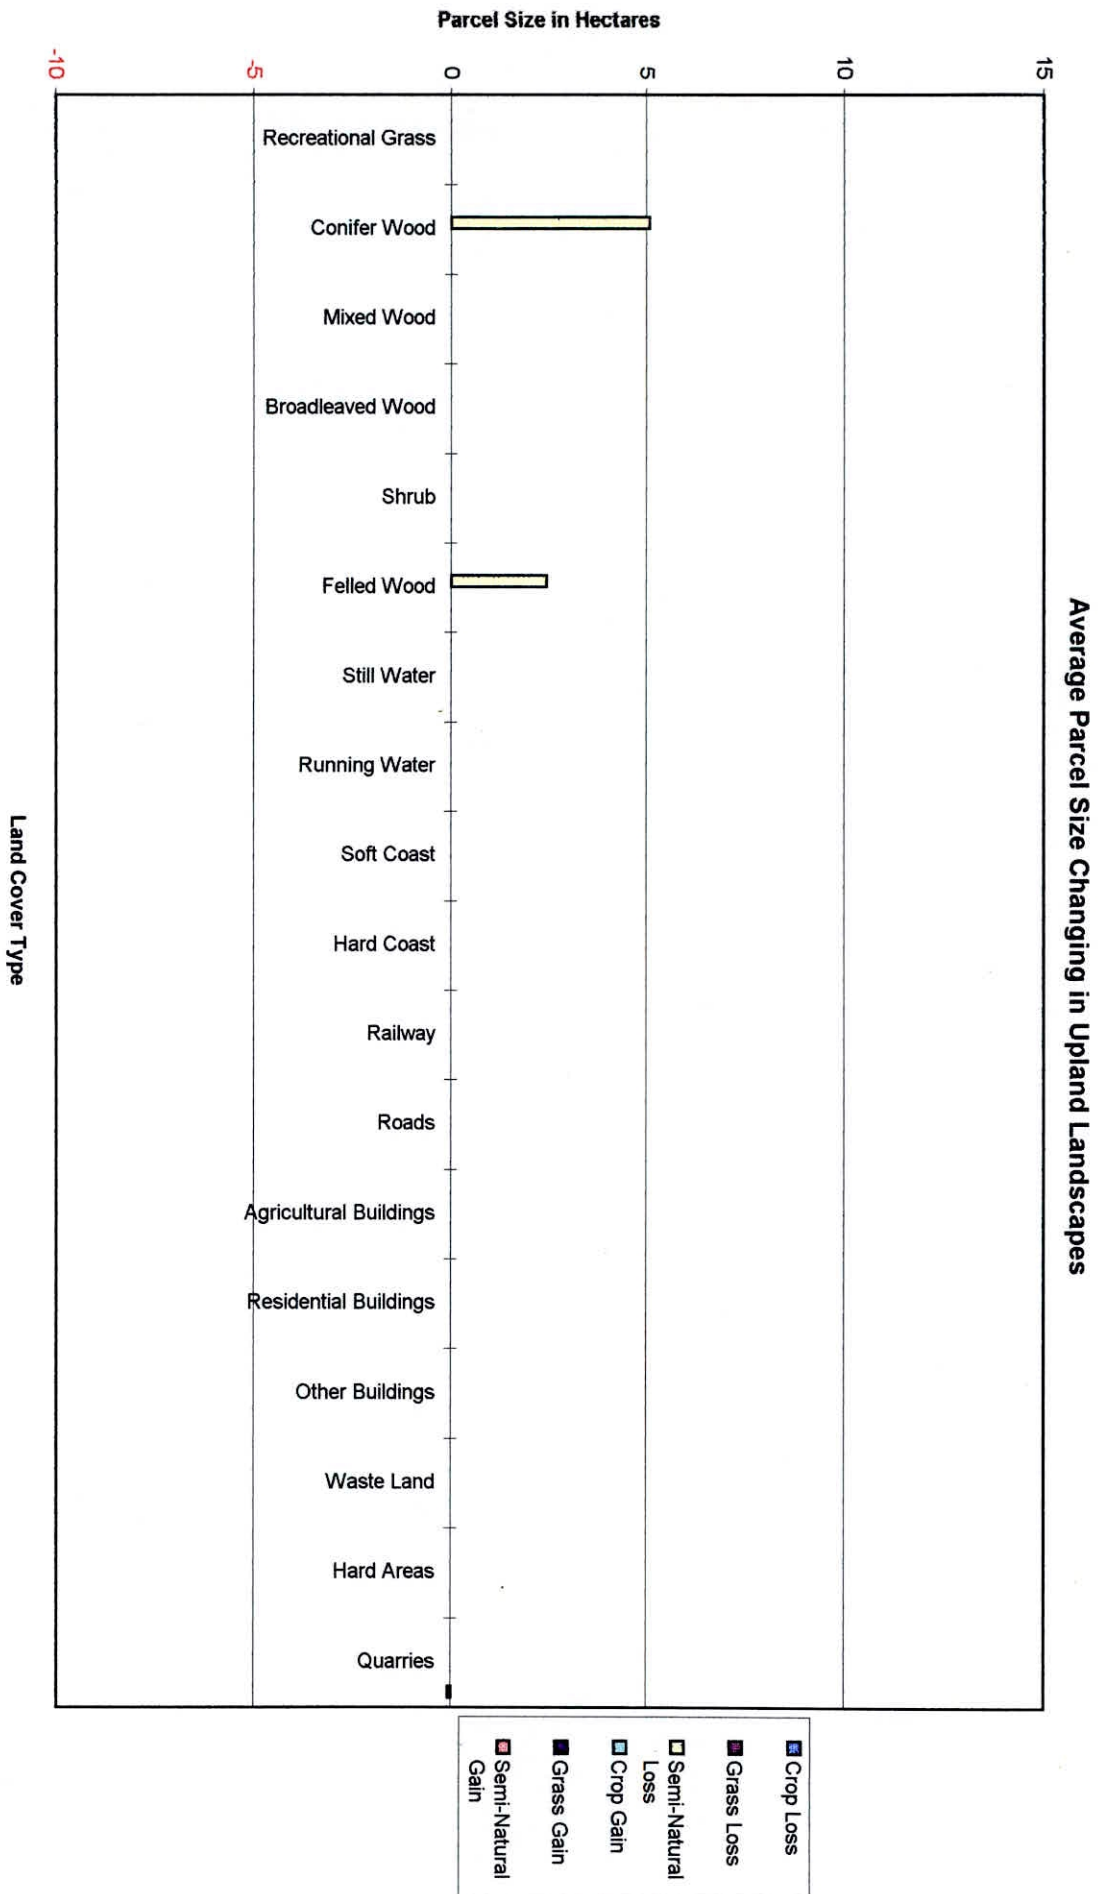 Average Parcel Size Changing in Upland Landscapes
Parcel Size in Hectares
15
10
5
0
-5
-10
Recreational Grass
Conifer Wood
Mixed Wood
Broadleaved Wood
Shrub
Felled Wood
Still Water
Running Water
Soft Coast
Hard Coast
Railway
Roads
Agricultural Buildings
Residential Buildings
Other Buildings
Waste Land
Hard Areas
Quarries
Land Cover Type
Crop Loss
Grass Loss
Semi-Natural
Loss
Crop Gain
Grass Gain
Semi-Natural
Gain